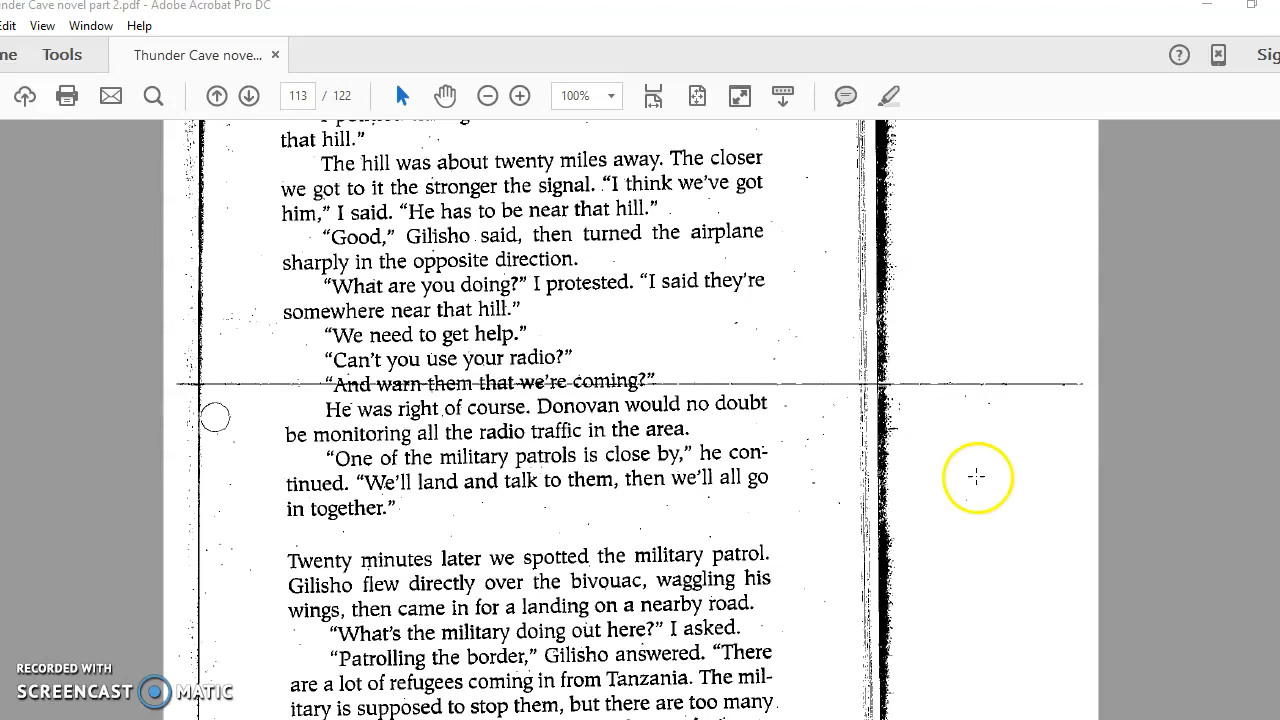 under Cave novel part 2.pdf - Adobe Acrobat Pro DC
Edit View Window Help
me Tools Thunder Cave nove... × Sig
113 / 122 100%
that hill.”
The hill was about twenty miles away. The closer
we got to it the stronger the signal. “I think we’ve got
him,” I said. “He has to be near that hill.”
“Good,” Gilisho said, then turned the airplane
sharply in the opposite direction.
“What are you doing?” I protested. “I said they’re
somewhere near that hill.”
“We need to get help.”
“Can’t you use your radio?”
“And warn them that we’re coming?”
He was right of course. Donovan would no doubt
be monitoring all the radio traffic in the area.
“One of the military patrols is close by,” he con-
tinued. “We’ll land and talk to them, then we’ll all go
in together.”
Twenty minutes later we spotted the military patrol.
Gilisho flew directly over the bivouac, waggling his
wings, then came in for a landing on a nearby road.
“What’s the military doing out here?” I asked.
“Patrolling the border,” Gilisho answered. “There
are a lot of refugees coming in from Tanzania. The mil-
itary is supposed to stop them, but there are too many
RECORDED WITH
SCREENCAST MATIC